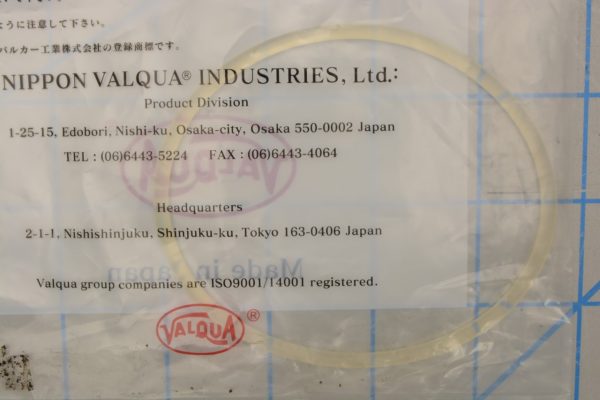 ように注意して下さい。
バルカー工業株式会社の登録商標です。
NIPPON VALQUA® INDUSTRIES, Ltd.:
Product Division
1-25-15, Edobori, Nishi-ku, Osaka-city, Osaka 550-0002 Japan
TEL : (06)6443-5224 FAX : (06)6443-4064
VALQUA
Headquarters
2-1-1, Nishishinjuku, Shinjuku-ku, Tokyo 163-0406 Japan
Made in Japan
Valqua group companies are ISO9001/14001 registered.
VALQUA ®